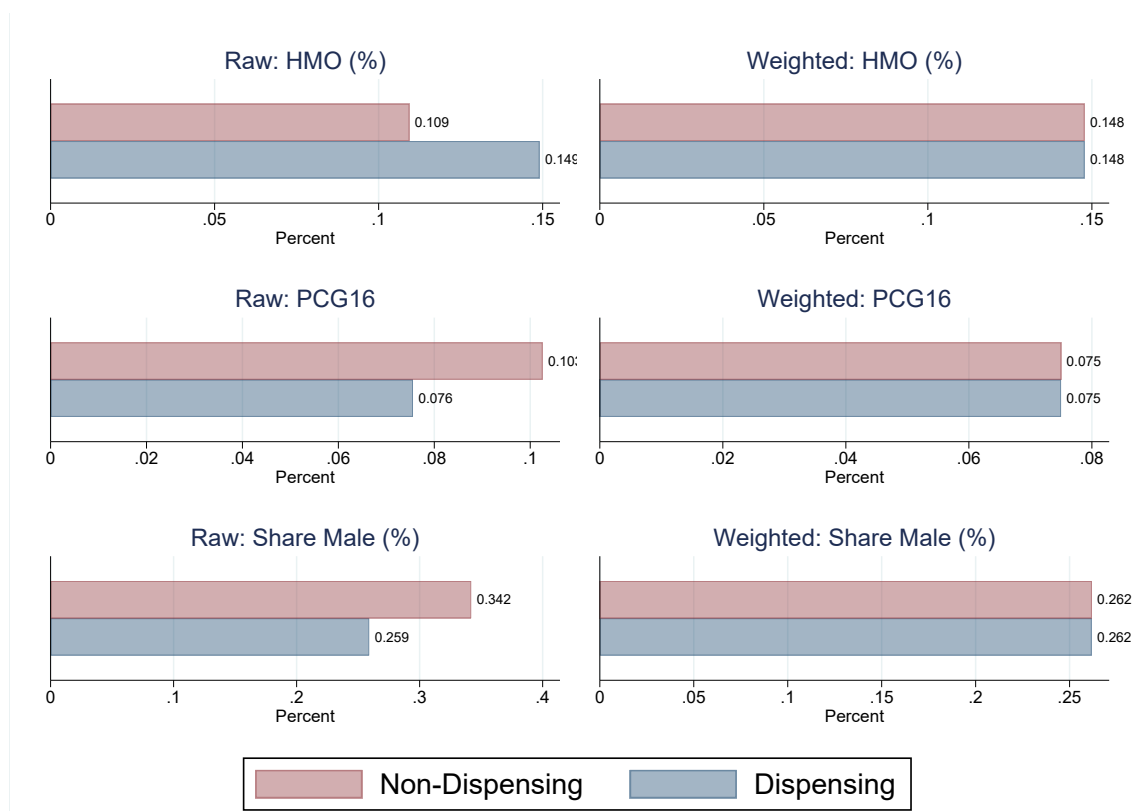 Raw: HMO (%)
0.109
0.149
0 .05 .1 .15
Percent
Weighted: HMO (%)
0.148
0.148
0 .05 .1 .15
Percent
Raw: PCG16
0.103
0.076
0 .02 .04 .06 .08 .1
Percent
Weighted: PCG16
0.075
0.075
0 .02 .04 .06 .08
Percent
Raw: Share Male (%)
0.342
0.259
0 .1 .2 .3 .4
Percent
Weighted: Share Male (%)
0.262
0.262
0 .05 .1 .15 .2 .25
Percent
Non-Dispensing Dispensing